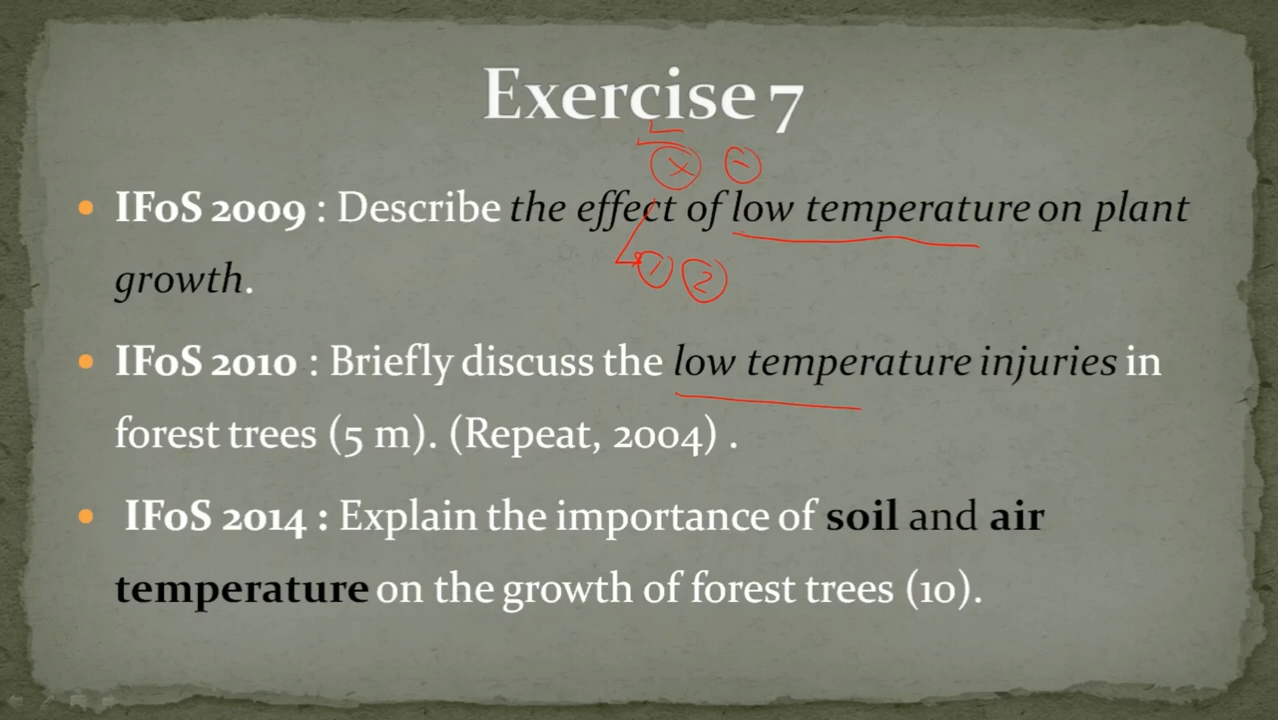 Exercise 7
• IFoS 2009 : Describe the effect of low temperature on plant
growth.
• IFoS 2010 : Briefly discuss the low temperature injuries in
forest trees (5 m). (Repeat, 2004) .
• IFoS 2014 : Explain the importance of soil and air
temperature on the growth of forest trees (10).
1 2